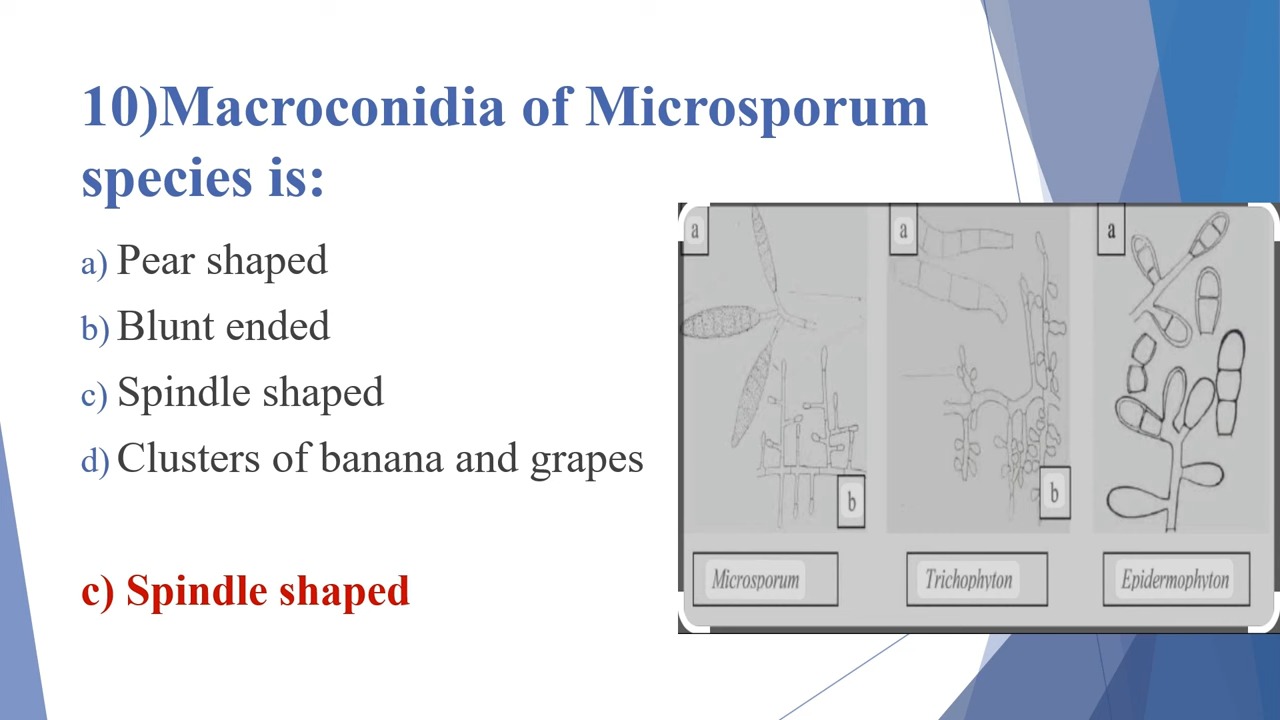 10)Macroconidia of Microsporum
species is:
a) Pear shaped
b) Blunt ended
c) Spindle shaped
d) Clusters of banana and grapes
c) Spindle shaped
a
a
a
b
b
Microsporum
Trichophyton
Epidermophyton